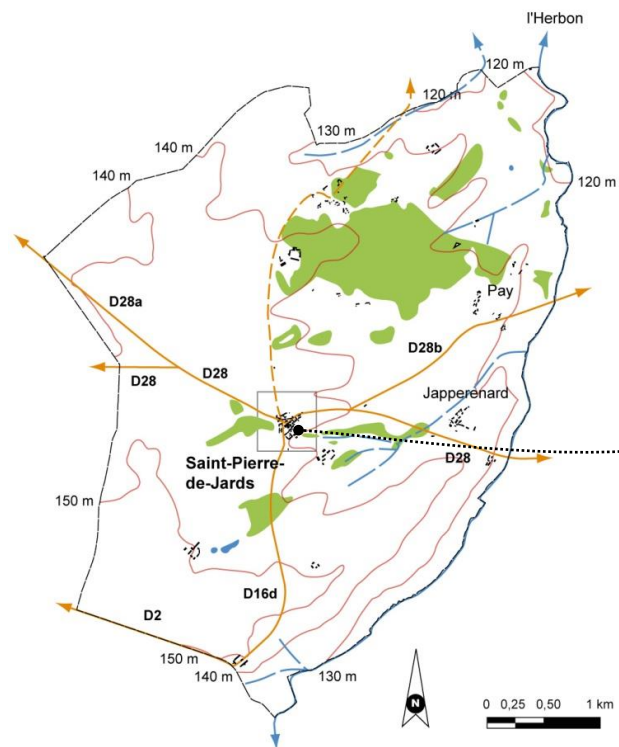 l'Herbon
120 m
120 m
130 m
140 m
140 m
120 m
D28a
Pay
D28b
D28
D28
Japperenard
Saint-Pierre-
de-Jards
D28
150 m
D16d
D2
150 m
140 m
130 m
N
0 0,25 0,50 1 km